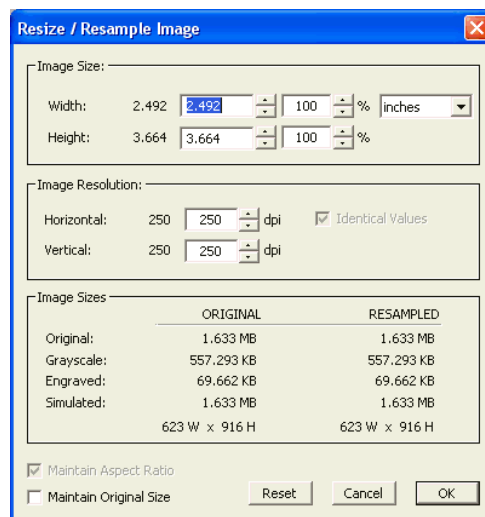 Resize / Resample Image
Image Size:
Width: 2.492 2.492 100 % inches
Height: 3.664 3.664 100 %
Image Resolution:
Horizontal: 250 250 dpi Identical Values
Vertical: 250 250 dpi
Image Sizes
ORIGINAL RESAMPLED
Original: 1.633 MB 1.633 MB
Grayscale: 557.293 KB 557.293 KB
Engraved: 69.662 KB 69.662 KB
Simulated: 1.633 MB 1.633 MB
623 W x 916 H 623 W x 916 H
Maintain Aspect Ratio
Maintain Original Size Reset Cancel OK